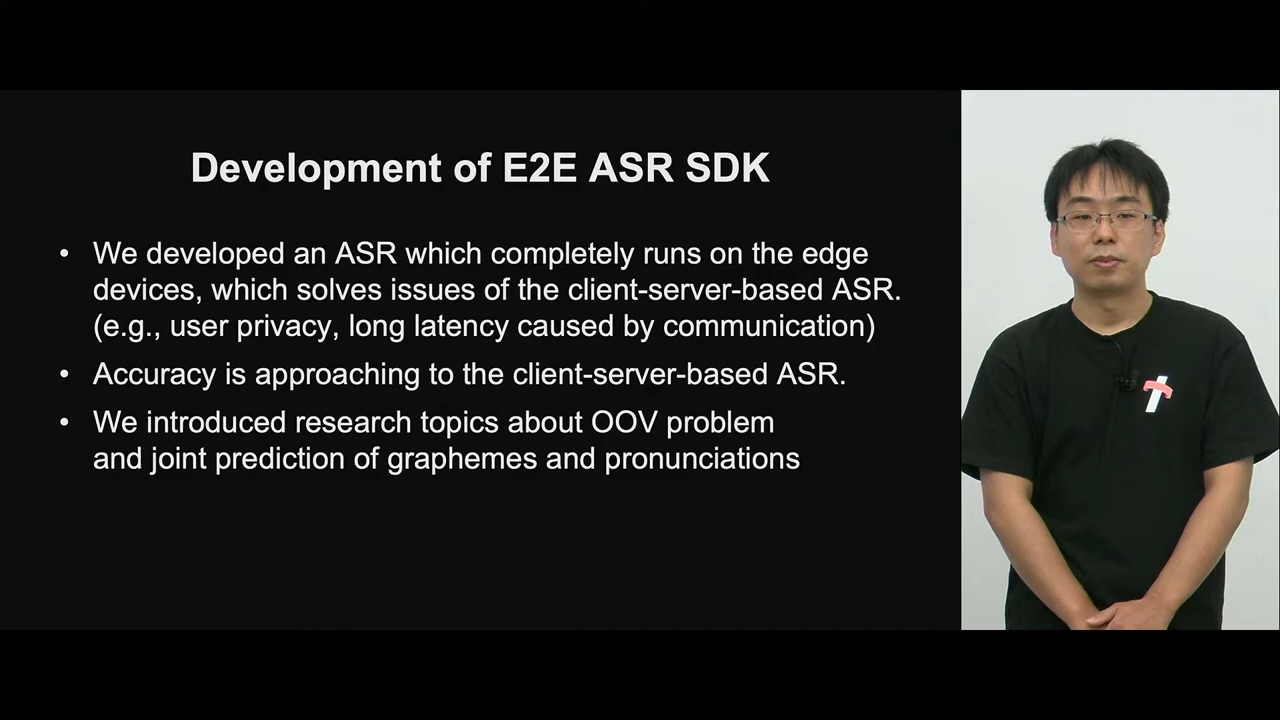 Development of E2E ASR SDK
• We developed an ASR which completely runs on the edge
devices, which solves issues of the client-server-based ASR.
(e.g., user privacy, long latency caused by communication)
• Accuracy is approaching to the client-server-based ASR.
• We introduced research topics about OOV problem
and joint prediction of graphemes and pronunciations